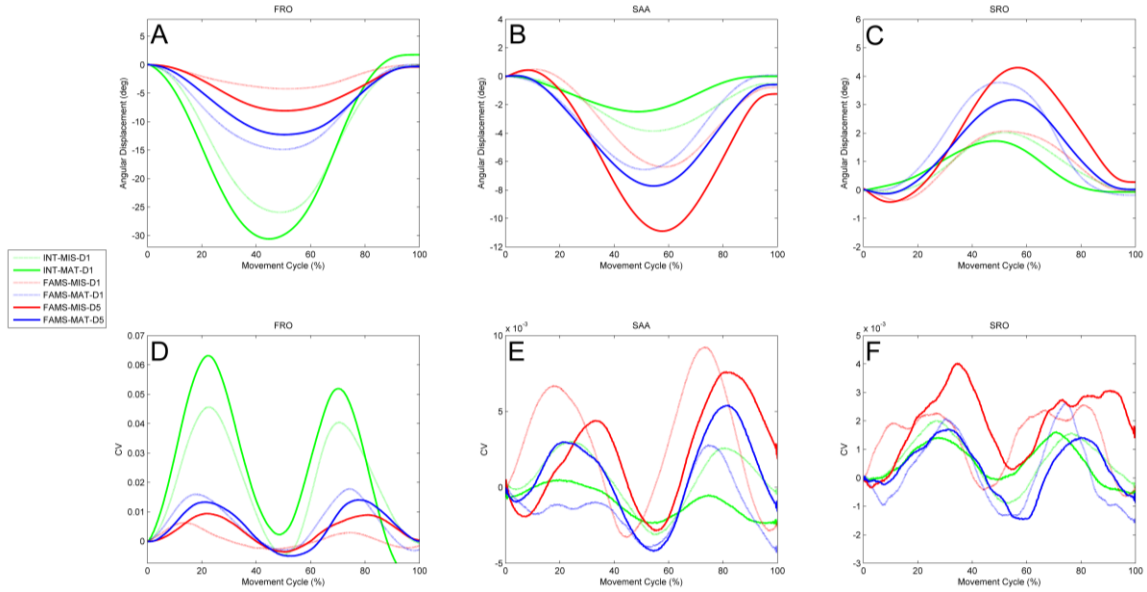 FRO
SAA
SRO
A
B
C
5
0
-5
-10
-15
-20
-25
-30
4
2
0
-2
-4
-6
-8
-10
-12
6
5
4
3
2
1
0
-1
-2
Angular Displacement (deg)
Angular Displacement (deg)
Angular Displacement (deg)
0 20 40 60 80 100
0 20 40 60 80 100
0 20 40 60 80 100
Movement Cycle (%)
Movement Cycle (%)
Movement Cycle (%)
INT-MIS-D1
INT-MAT-D1
FAMS-MIS-D1
FAMS-MAT-D1
FAMS-MIS-D5
FAMS-MAT-D5
FRO
SAA
SRO
x 10⁻³
x 10⁻³
D
E
F
0.07
0.06
0.05
0.04
0.03
0.02
0.01
0
10
5
0
-5
5
4
3
2
1
0
-1
-2
-3
CV
CV
CV
0 20 40 60 80 100
0 20 40 60 80 100
0 20 40 60 80 100
Movement Cycle (%)
Movement Cycle (%)
Movement Cycle (%)